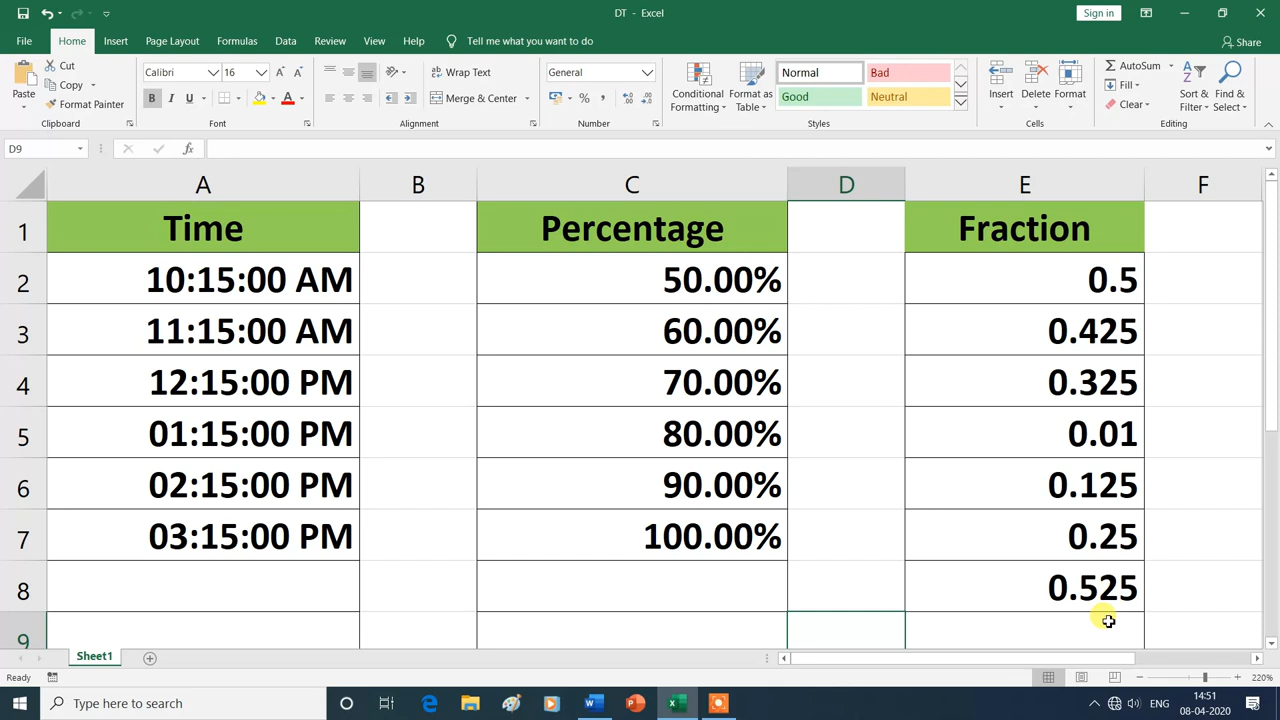 DT - Excel
Sign in
File Home Insert Page Layout Formulas Data Review View Help Tell me what you want to do Share
Paste
Cut
Copy
Format Painter
Clipboard
Calibri 16
B I U
Font
Wrap Text
Merge & Center
Alignment
General
Number
Conditional Formatting
Format as Table
Normal Bad
Good Neutral
Styles
Insert Delete Format
Cells
AutoSum
Fill
Clear
Sort & Filter
Find & Select
Editing
D9 fx
A B C D E F
1 Time Percentage Fraction
2 10:15:00 AM 50.00% 0.5
3 11:15:00 AM 60.00% 0.425
4 12:15:00 PM 70.00% 0.325
5 01:15:00 PM 80.00% 0.01
6 02:15:00 PM 90.00% 0.125
7 03:15:00 PM 100.00% 0.25
8 0.525
9
Sheet1
Ready 220%
Type here to search
ENG
14:51
08-04-2020